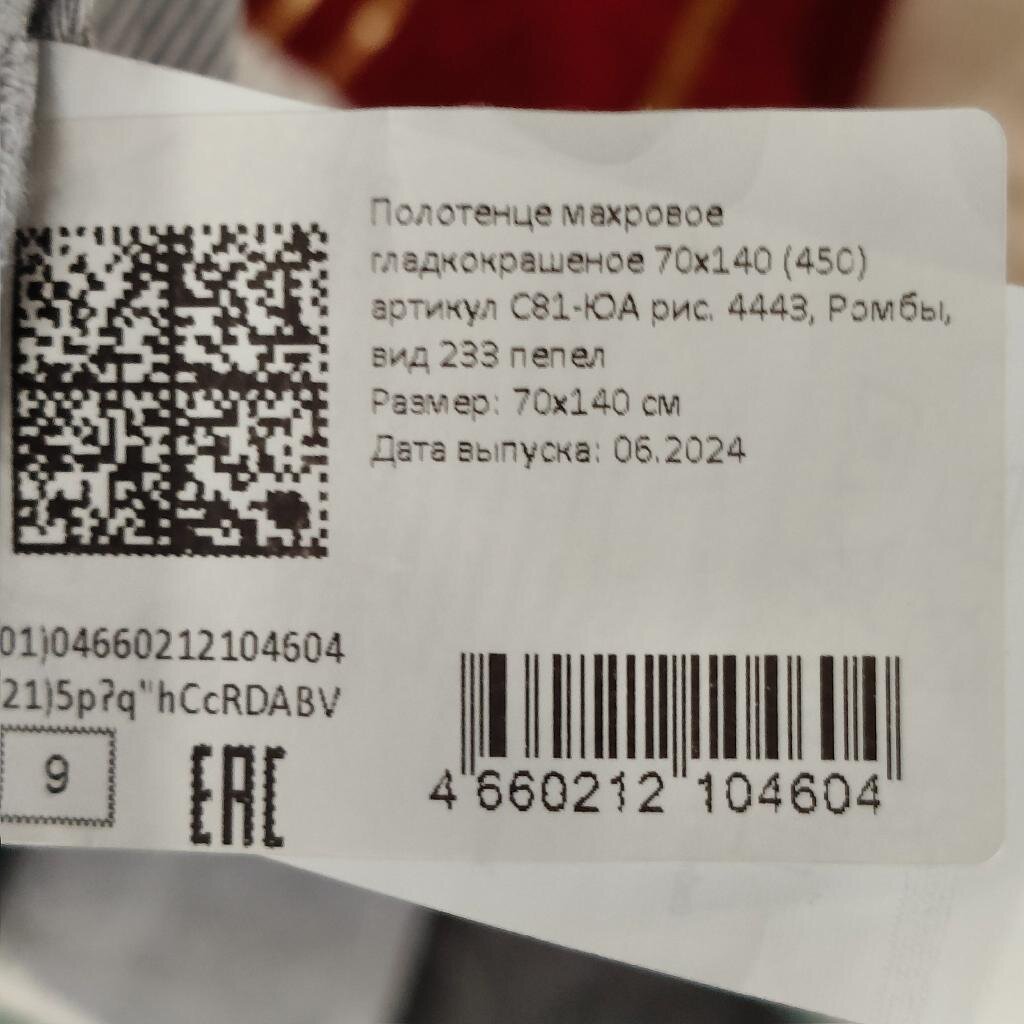 Полотенце махровое
гладкокрашеное 70х140 (450)
артикул С81-ЮА рис. 4443, Ромбы,
вид 233 пепел
Размер: 70х140 см
Дата выпуска: 06.2024
01)04660212104604
21)5p?q"hCcRDABV
9
EAC
4 660212 104604